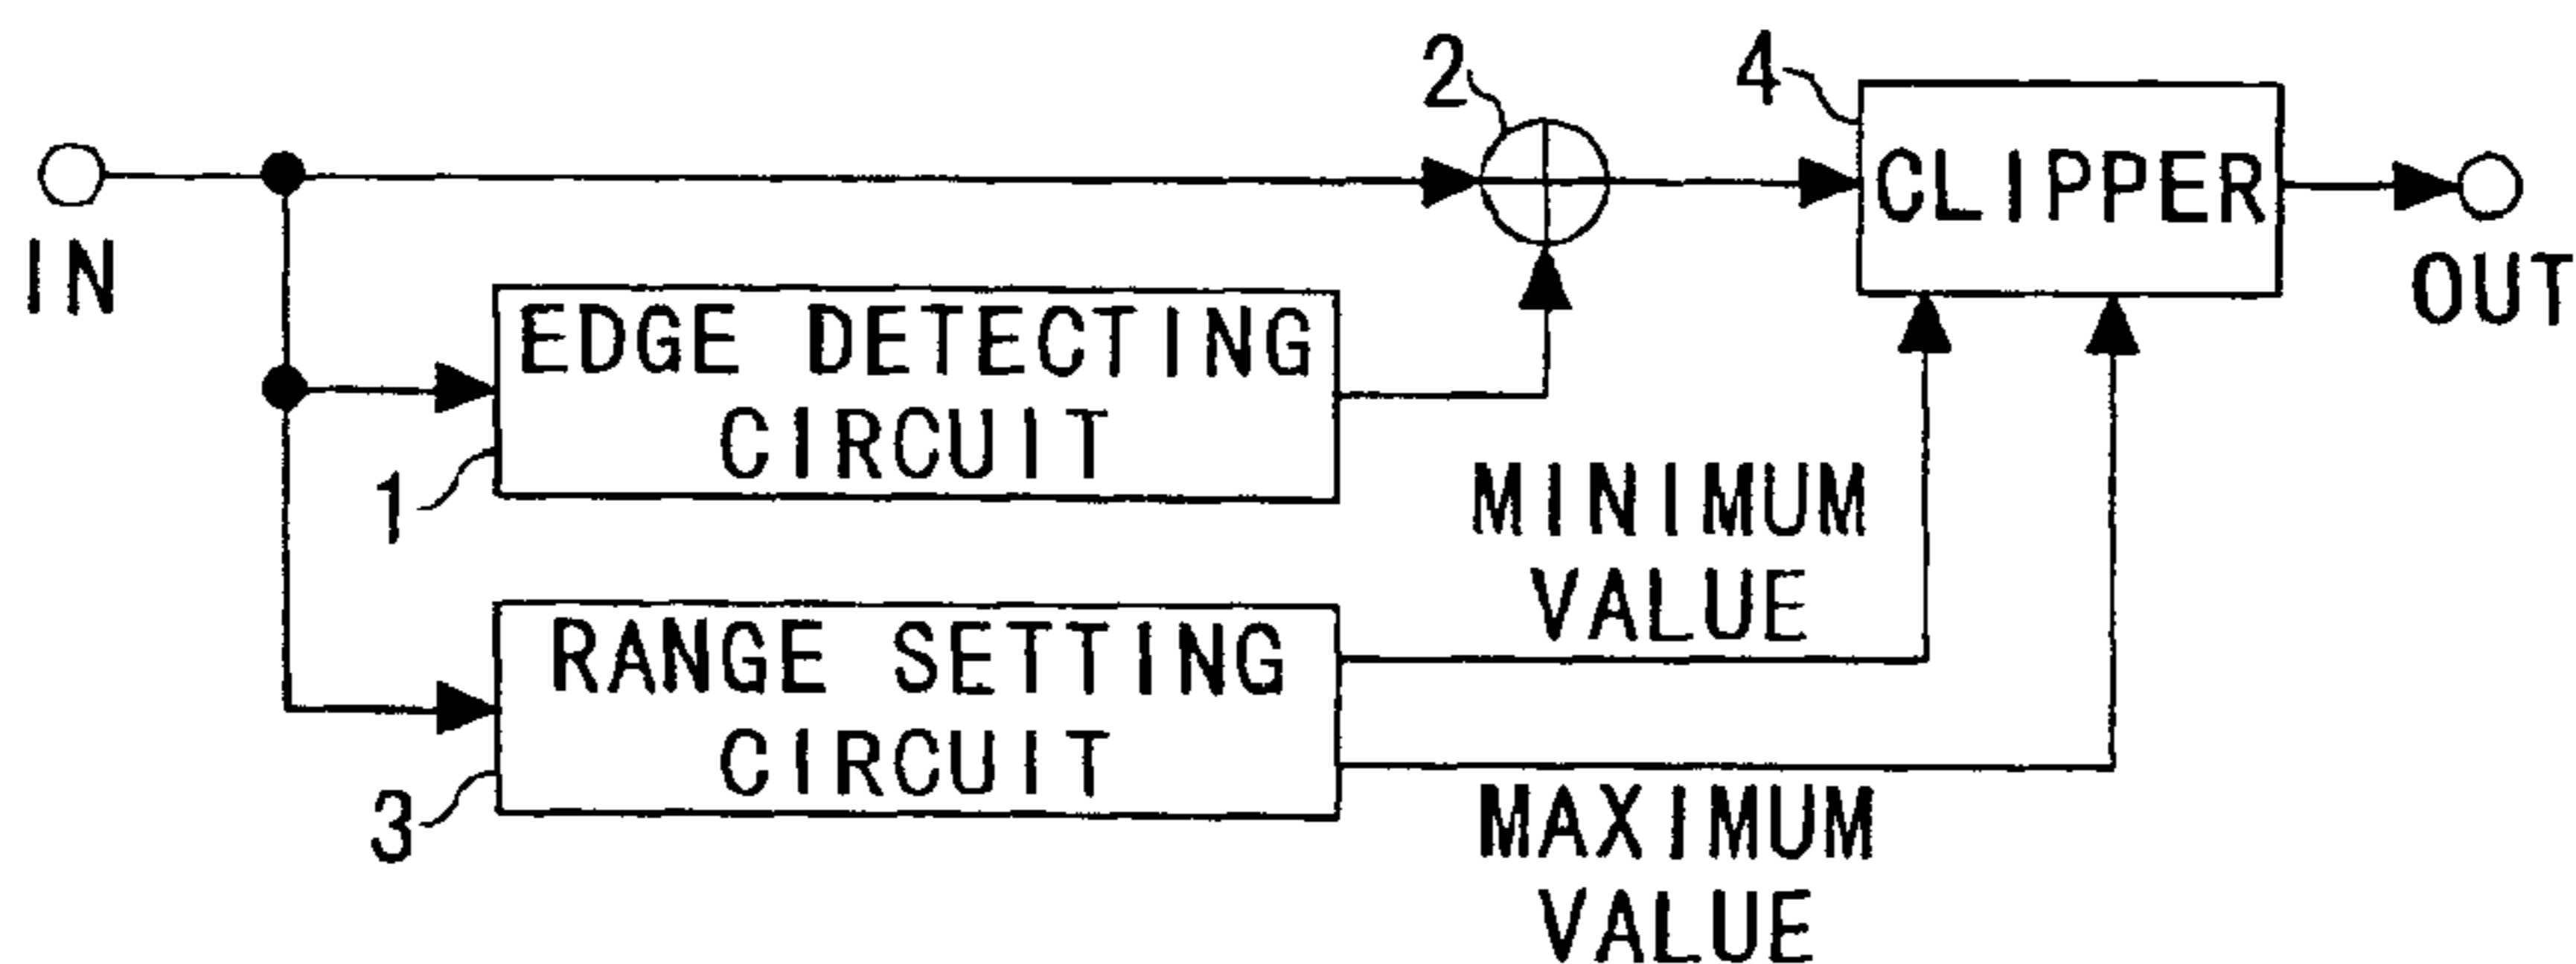 2
4
CLIPPER
IN
OUT
EDGE DETECTING
CIRCUIT
1
MINIMUM
VALUE
RANGE SETTING
CIRCUIT
3
MAXIMUM
VALUE